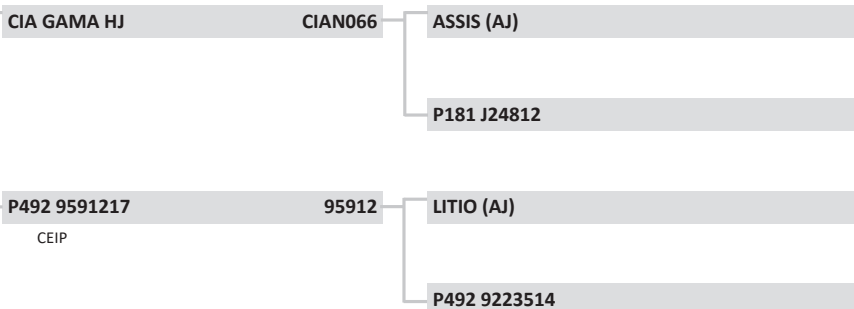 CIA GAMA HJ CIAN066 ASSIS (AJ)
P181 J24812
P492 9591217 95912 LITIO (AJ)
CEIP
P492 9223514